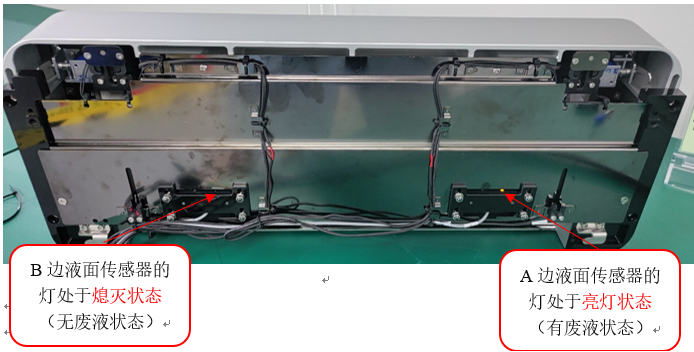 B 边液面传感器的
灯处于熄灭状态
（无废液状态）
A 边液面传感器的
灯处于亮灯状态
（有废液状态）